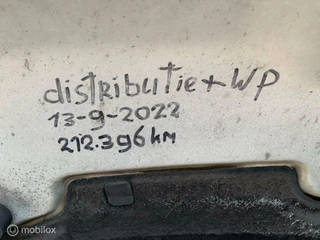 distributie + WP
13-9-2022
212.396 KM
mobilox